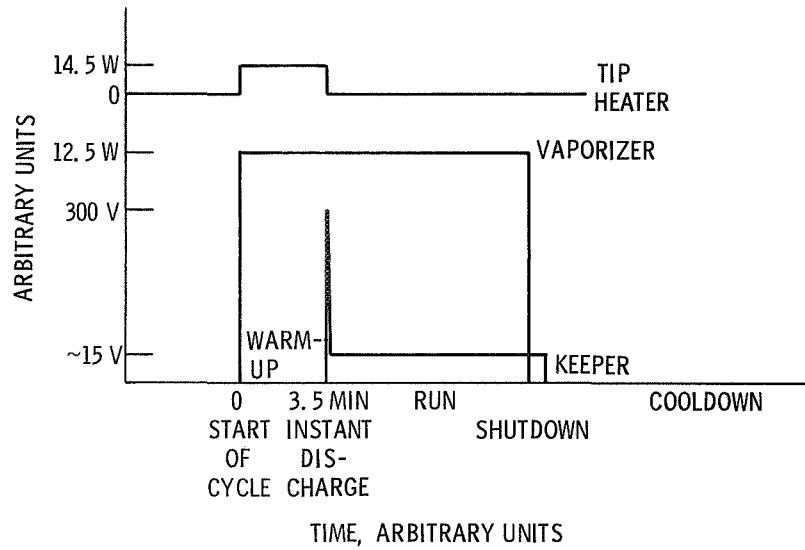 14.5 W
0
TIP
HEATER
12.5 W
VAPORIZER
300 V
ARBITRARY UNITS
~15 V
WARM-
UP
KEEPER
0 3.5 MIN RUN COOLDOWN
START INSTANT SHUTDOWN
OF DIS-
CYCLE CHARGE
TIME, ARBITRARY UNITS